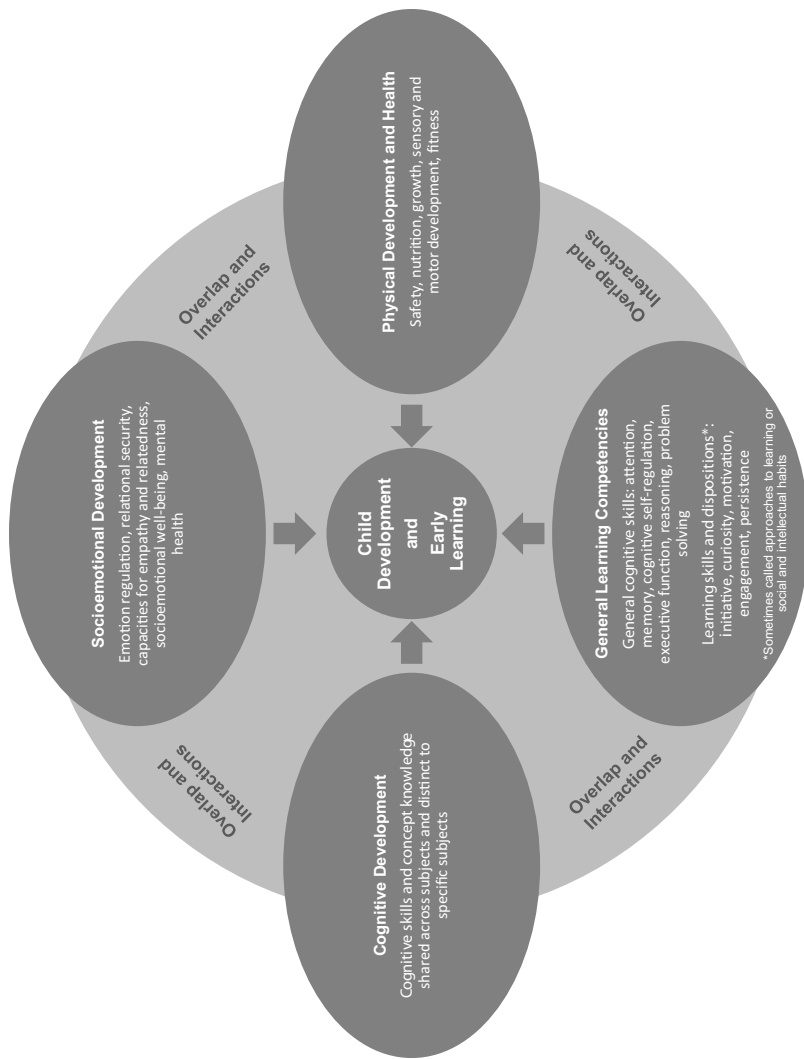 Socioemotional Development
Emotion regulation, relational security,
capacities for empathy and relatedness,
socioemotional well-being, mental
health
Overlap and
Interactions
Overlap and
Interactions
Cognitive Development
Cognitive skills and concept knowledge
shared across subjects and distinct to
specific subjects
Child
Development
and
Early
Learning
Physical Development and Health
Safety, nutrition, growth, sensory and
motor development, fitness
Overlap and
Interactions
Overlap and
Interactions
General Learning Competencies
General cognitive skills: attention,
memory, cognitive self-regulation,
executive function, reasoning, problem
solving
Learning skills and dispositions*:
initiative, curiosity, motivation,
engagement, persistence
*Sometimes called approaches to learning or
social and intellectual habits